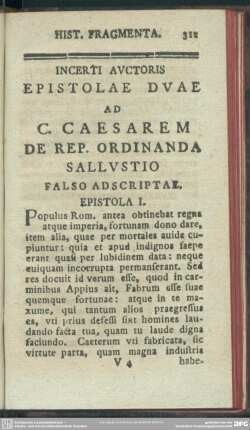 HIST. FRAGMENTA. 311
INCERTI AVCTORIS
EPISTOLAE DVAE
AD
C. CAESAREM
DE REP. ORDINANDA
SALLVSTIO
FALSO ADSCRIPTAE.
EPISTOLA I.
Populus Rom. antea obtinebat regna
atque imperia, fortunam dono dare,
item alia, quae per mortales auide cu-
piuntur: quia et apud indignos saepe
erant quasi per lubidinem data: neque
cuiquam incorrupta permanserant. Sed
res docuit id verum esse, quod in car-
minibus Appius ait, Fabrum esse suae
quemque fortunae: atque in te ma-
xume, qui tantum alios praegressus
es, vti prius defessi sint homines lau-
dando facta tua, quam tu laude digna
faciundo. Caeterum vti fabricata, sic
virtute parta, quam magna industria
V 4 habe-